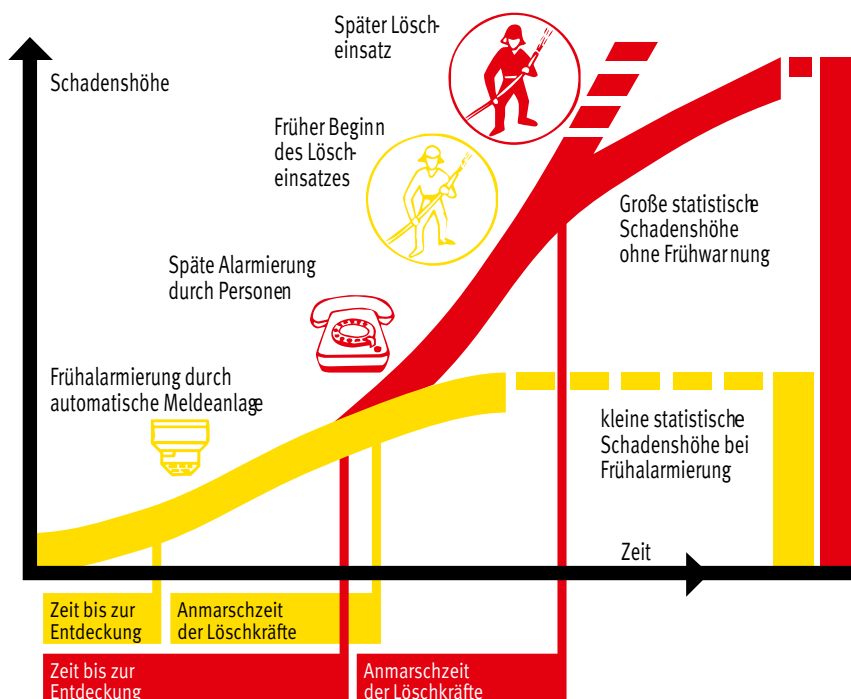 Später Lösch-
einsatz
Schadenshöhe
Früher Beginn
des Lösch-
einsatzes
Große statistische
Schadenshöhe
ohne Frühwarnung
Späte Alarmierung
durch Personen
Frühalarmierung durch
automatische Meldeanlage
kleine statistische
Schadenshöhe bei
Frühalarmierung
Zeit
Zeit bis zur
Entdeckung
Anmarschzeit
der Löschkräfte
Zeit bis zur
Entdeckung
Anmarschzeit
der Löschkräfte